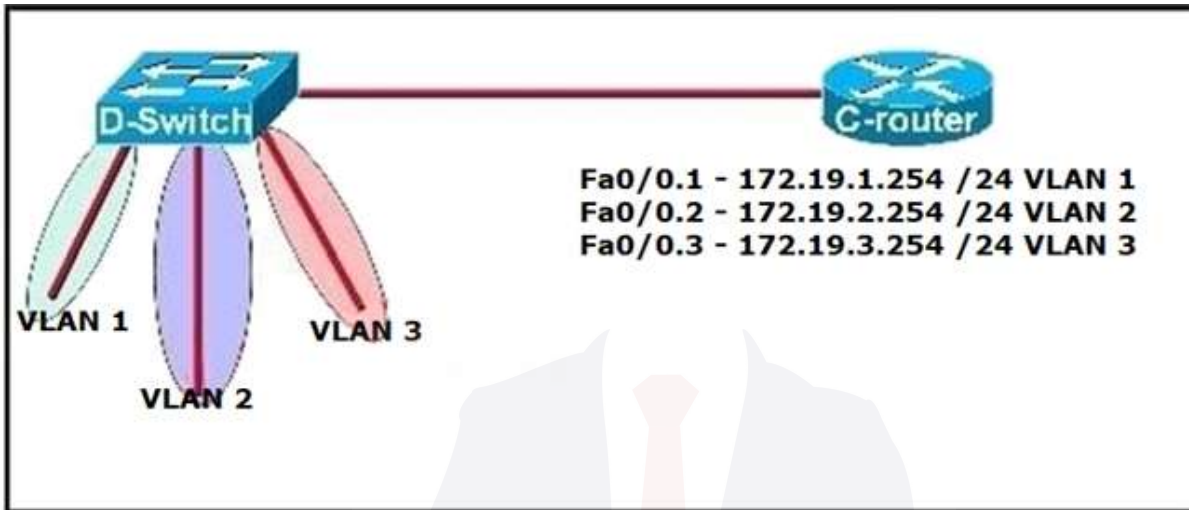 D-Switch
C-router
Fa0/0.1 - 172.19.1.254 /24 VLAN 1
Fa0/0.2 - 172.19.2.254 /24 VLAN 2
Fa0/0.3 - 172.19.3.254 /24 VLAN 3
VLAN 1
VLAN 3
VLAN 2